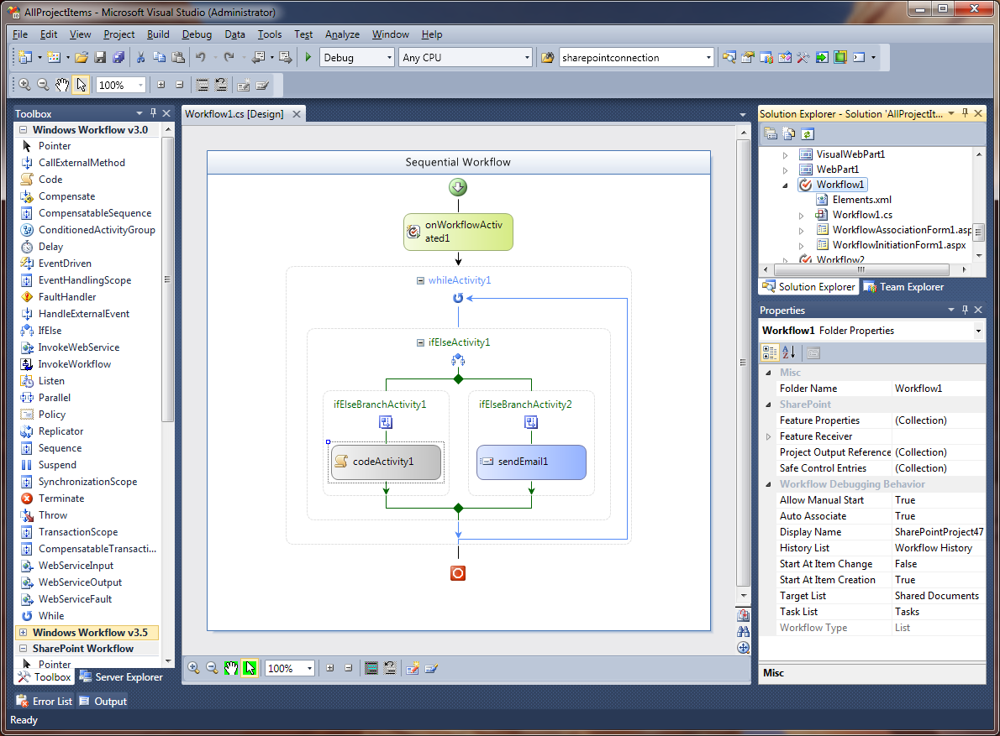 AllProjectItems - Microsoft Visual Studio (Administrator)
File Edit View Project Build Debug Data Tools Test Analyze Window Help
Debug Any CPU sharepointconnection
100%
Toolbox
Windows Workflow v3.0
Pointer
CallExternalMethod
Code
Compensate
CompensatableSequence
ConditionedActivityGroup
Delay
EventDriven
EventHandlingScope
FaultHandler
HandleExternalEvent
IfElse
InvokeWebService
InvokeWorkflow
Listen
Parallel
Policy
Replicator
Sequence
Suspend
SynchronizationScope
Terminate
Throw
TransactionScope
CompensatableTransacti...
WebServiceInput
WebServiceOutput
WebServiceFault
While
Windows Workflow v3.5
SharePoint Workflow
Pointer
Toolbox Server Explorer
Workflow1.cs [Design]
Sequential Workflow
onWorkflowActiv
ated1
whileActivity1
ifElseActivity1
ifElseBranchActivity1 ifElseBranchActivity2
codeActivity1 sendEmail1
100%
Solution Explorer - Solution 'AllProjectIt...
VisualWebPart1
WebPart1
Workflow1
Elements.xml
Workflow1.cs
WorkflowAssociationForm1.asp
WorkflowInitiationForm1.aspx
Workflow2
Solution Explorer Team Explorer
Properties
Workflow1 Folder Properties
Misc
Folder Name Workflow1
SharePoint
Feature Properties (Collection)
Feature Receiver
Project Output Reference (Collection)
Safe Control Entries (Collection)
Workflow Debugging Behavior
Allow Manual Start True
Auto Associate True
Display Name SharePointProject47
History List Workflow History
Start At Item Change False
Start At Item Creation True
Target List Shared Documents
Task List Tasks
Workflow Type List
Misc
Error List Output
Ready